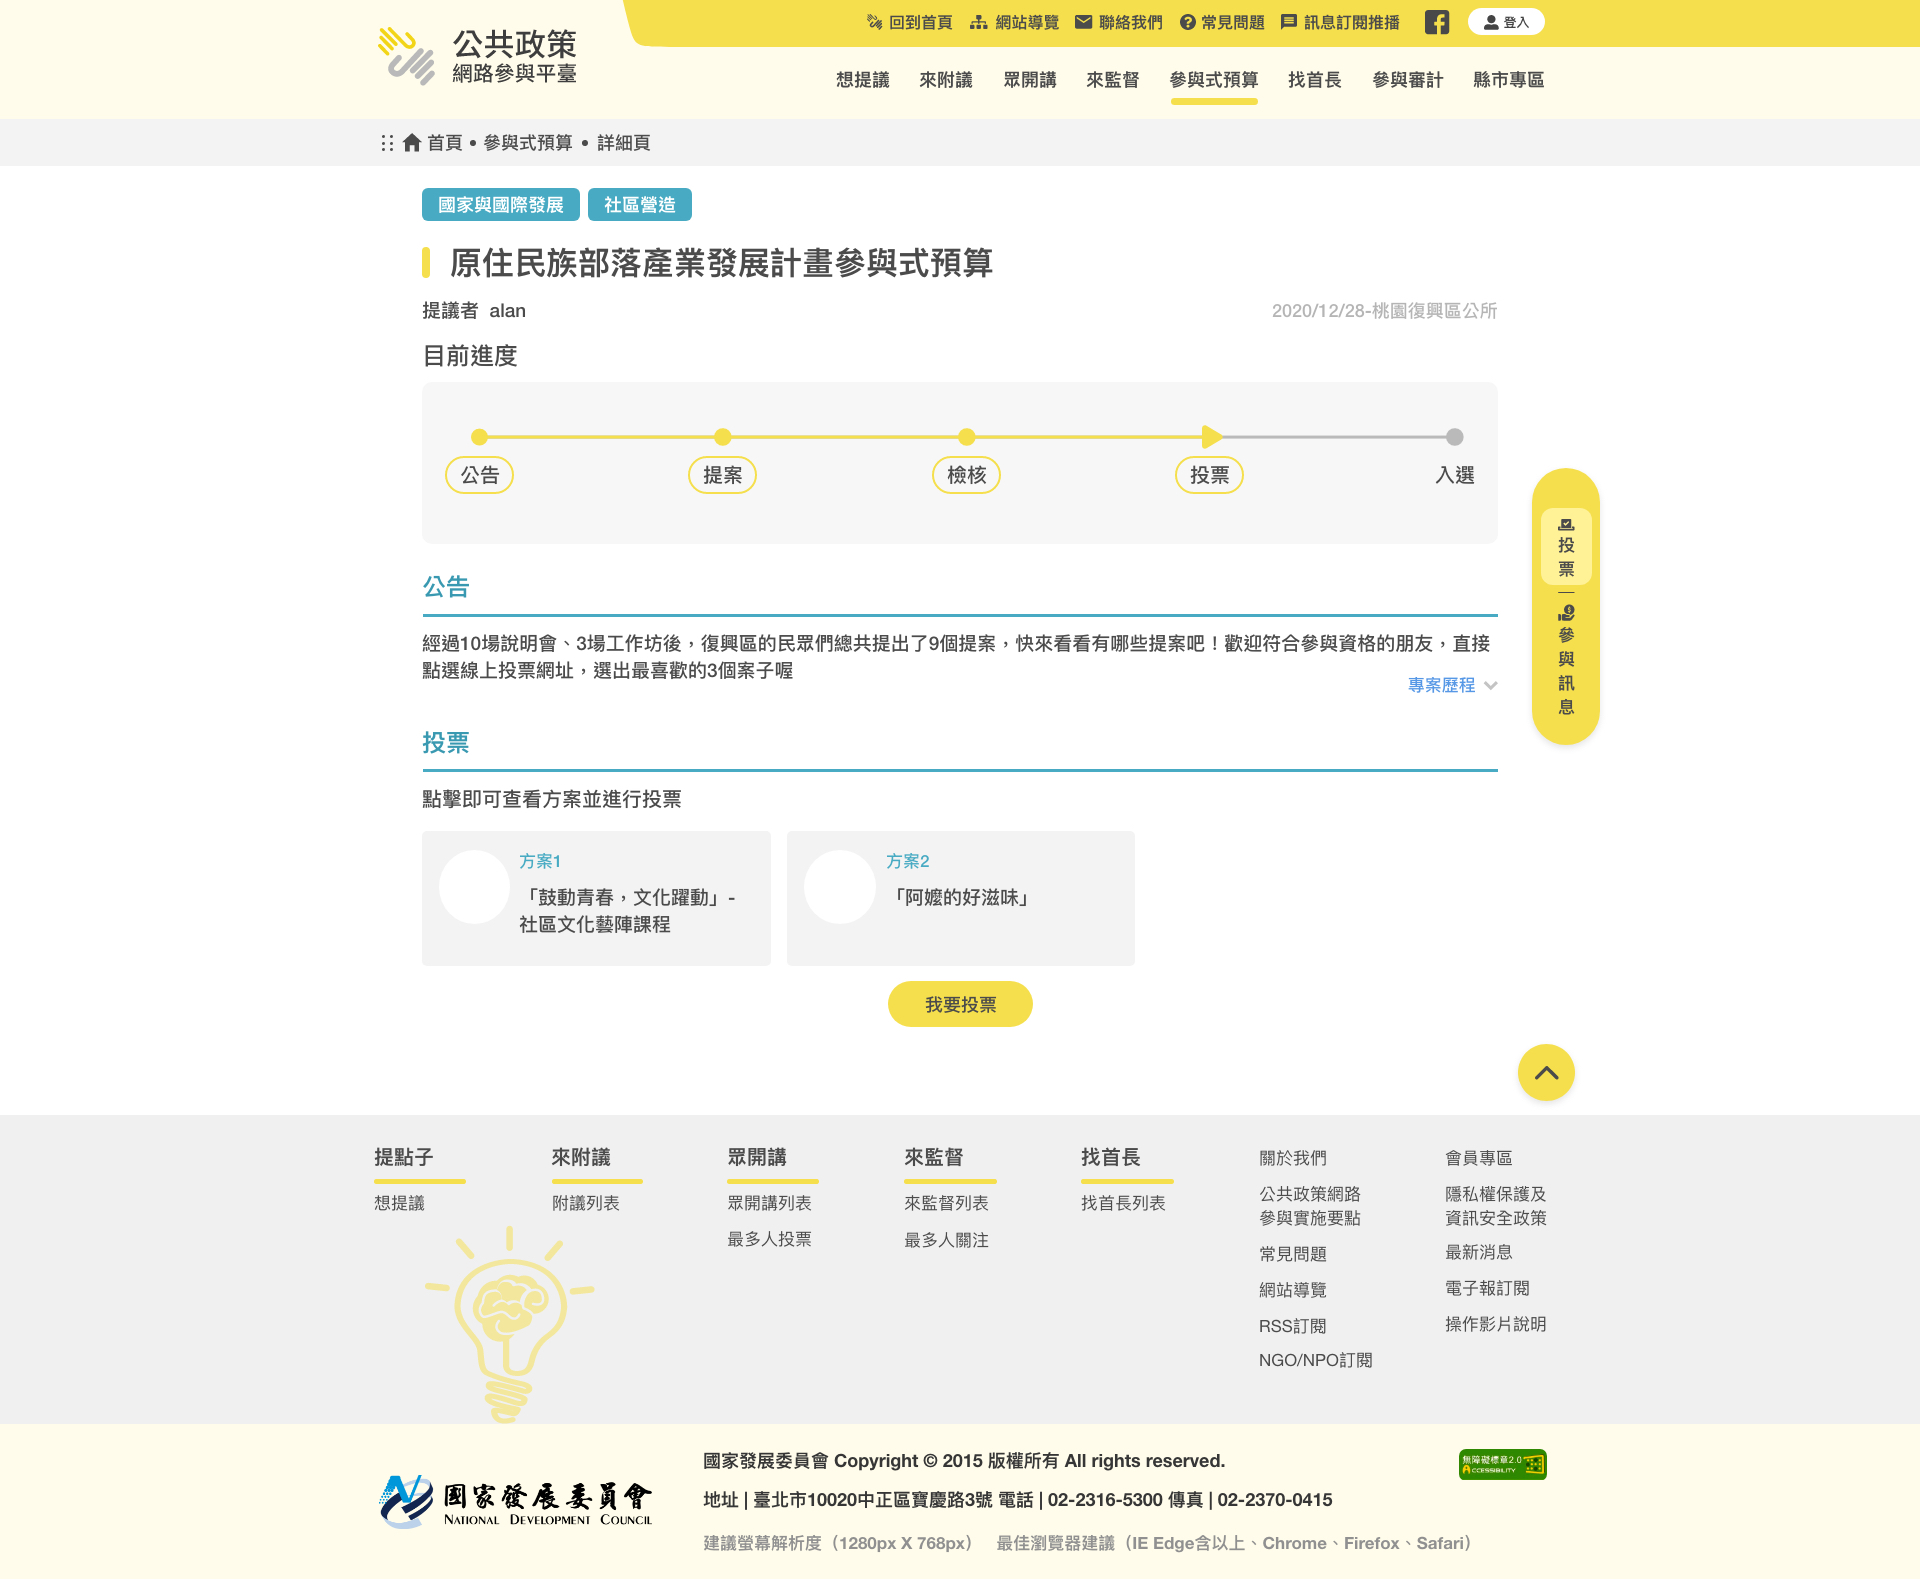 公共政策
網路參與平臺
回到首頁 網站導覽 聯絡我們 常見問題 訊息訂閱推播 登入
想提議 來附議 眾開講 來監督 參與式預算 找首長 參與審計 縣市專區
首頁 • 參與式預算 • 詳細頁
國家與國際發展 社區營造
原住民族部落產業發展計畫參與式預算
提議者 alan
2020/12/28-桃園復興區公所
目前進度
公告 提案 檢核 投票 入選
投票
參與訊息
公告
經過10場說明會、3場工作坊後，復興區的民眾們總共提出了9個提案，快來看看有哪些提案吧！歡迎符合參與資格的朋友，直接
點選線上投票網址，選出最喜歡的3個案子喔
專案歷程
投票
點擊即可查看方案並進行投票
方案1
「鼓動青春，文化躍動」-
社區文化藝陣課程
方案2
「阿嬤的好滋味」
我要投票
提點子
想提議
來附議
附議列表
眾開講
眾開講列表
最多人投票
來監督
來監督列表
最多人關注
找首長
找首長列表
關於我們
公共政策網路
參與實施要點
常見問題
網站導覽
RSS訂閱
NGO/NPO訂閱
會員專區
隱私權保護及
資訊安全政策
最新消息
電子報訂閱
操作影片說明
國家發展委員會
NATIONAL DEVELOPMENT COUNCIL
國家發展委員會 Copyright © 2015 版權所有 All rights reserved.
地址 | 臺北市10020中正區寶慶路3號 電話 | 02-2316-5300 傳真 | 02-2370-0415
建議螢幕解析度（1280px X 768px） 最佳瀏覽器建議（IE Edge含以上、Chrome、Firefox、Safari）
無障礙標章2.0
ACCESSIBILITY